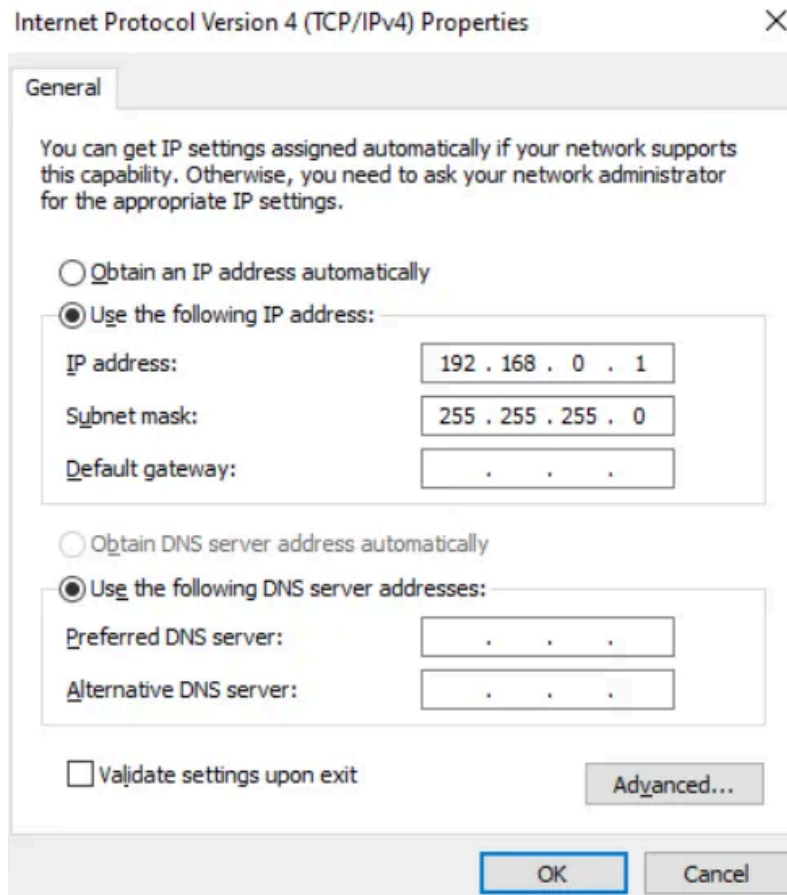 Internet Protocol Version 4 (TCP/IPv4) Properties
General
You can get IP settings assigned automatically if your network supports
this capability. Otherwise, you need to ask your network administrator
for the appropriate IP settings.
Obtain an IP address automatically
Use the following IP address:
IP address: 192 . 168 . 0 . 1
Subnet mask: 255 . 255 . 255 . 0
Default gateway: . . .
Obtain DNS server address automatically
Use the following DNS server addresses:
Preferred DNS server: . . .
Alternative DNS server: . . .
Validate settings upon exit
Advanced...
OK Cancel